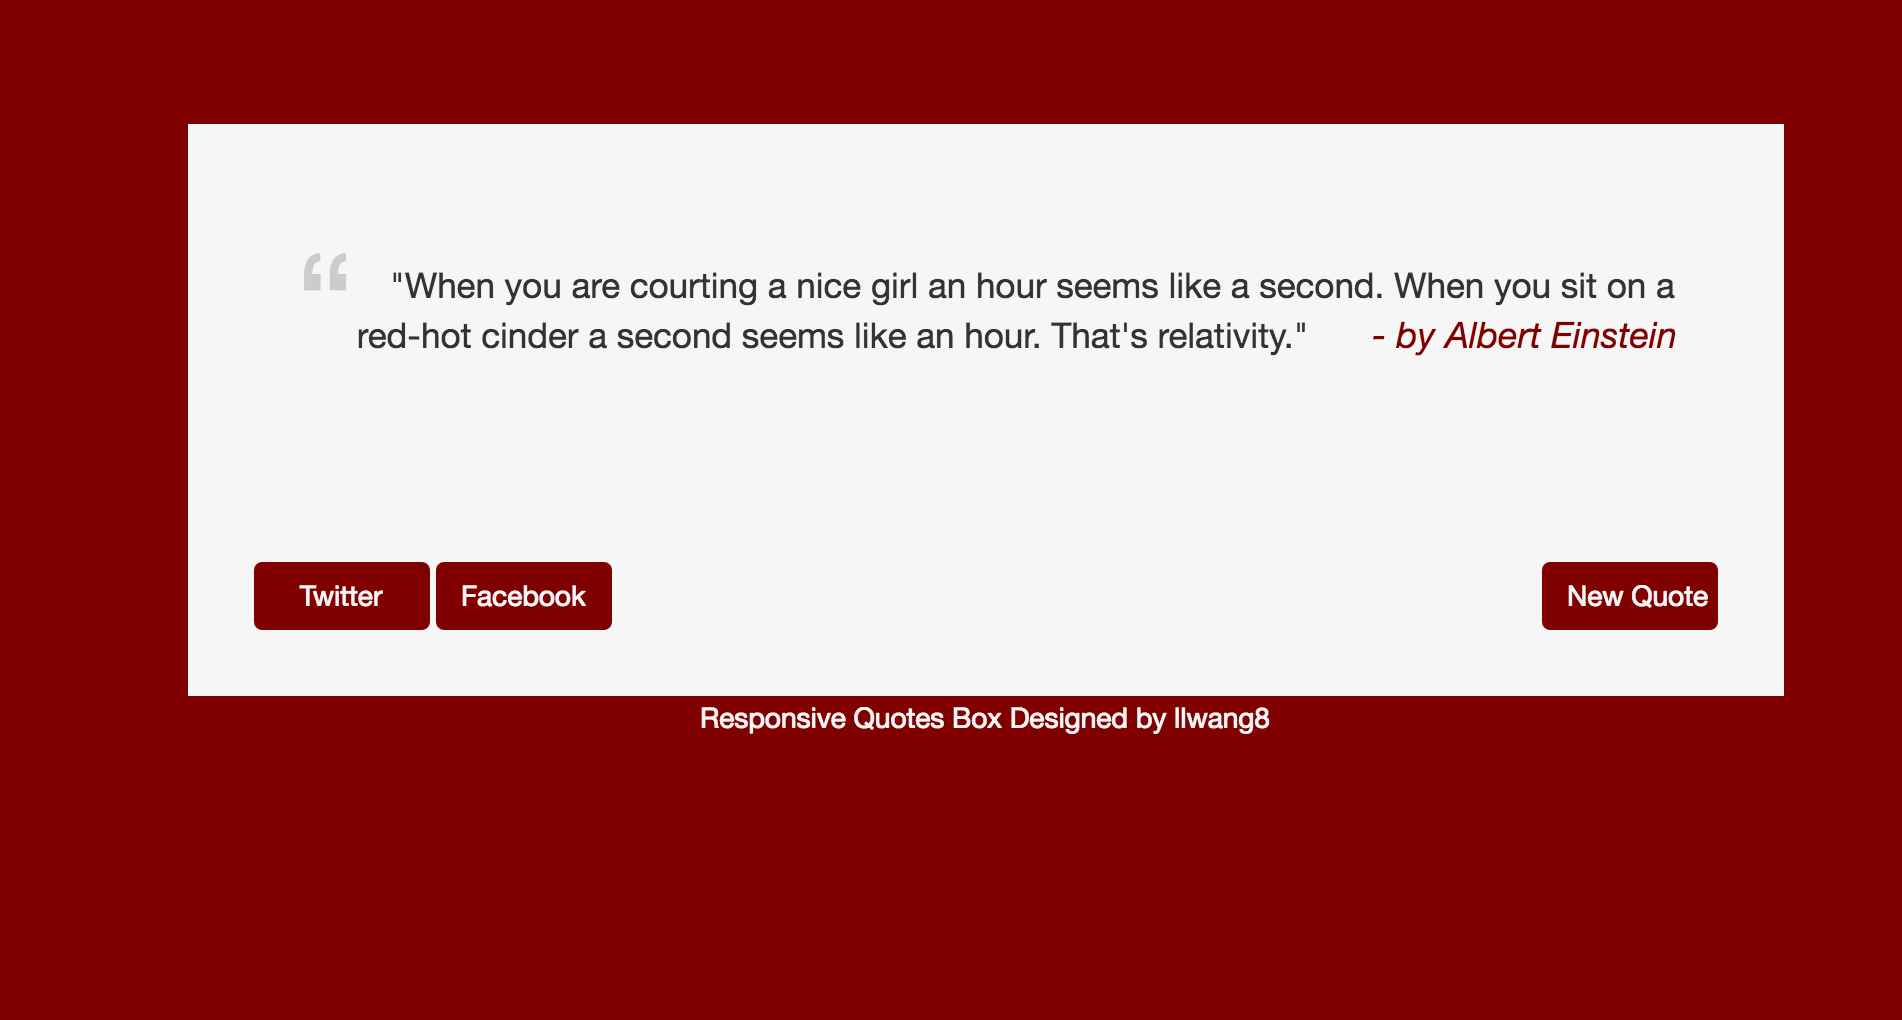 “
"When you are courting a nice girl an hour seems like a second. When you sit on a
red-hot cinder a second seems like an hour. That's relativity." - by Albert Einstein
Twitter Facebook New Quote
Responsive Quotes Box Designed by llwang8